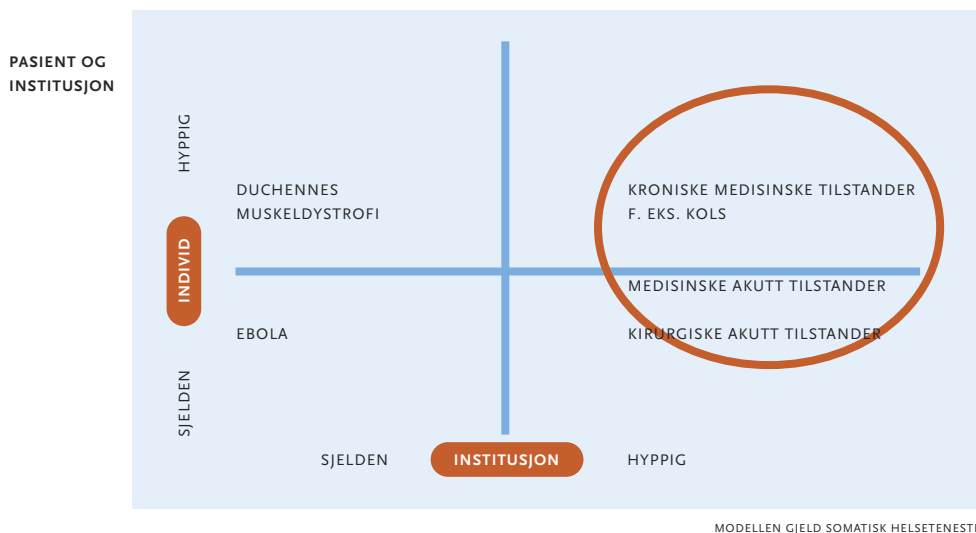 PASIENT OG
INSTITUSJON
HYPPIG
DUCHENNES
MUSKELDYSTROFI
KRONISKE MEDISINSKE TILSTANDER
F. EKS. KOLS
INDIVID
MEDISINSKE AKUTT TILSTANDER
EBOLA
KIRURGISKE AKUTT TILSTANDER
SJELDEN
SJELDEN
INSTITUSJON
HYPPIG
MODELLEN GJELD SOMATISK